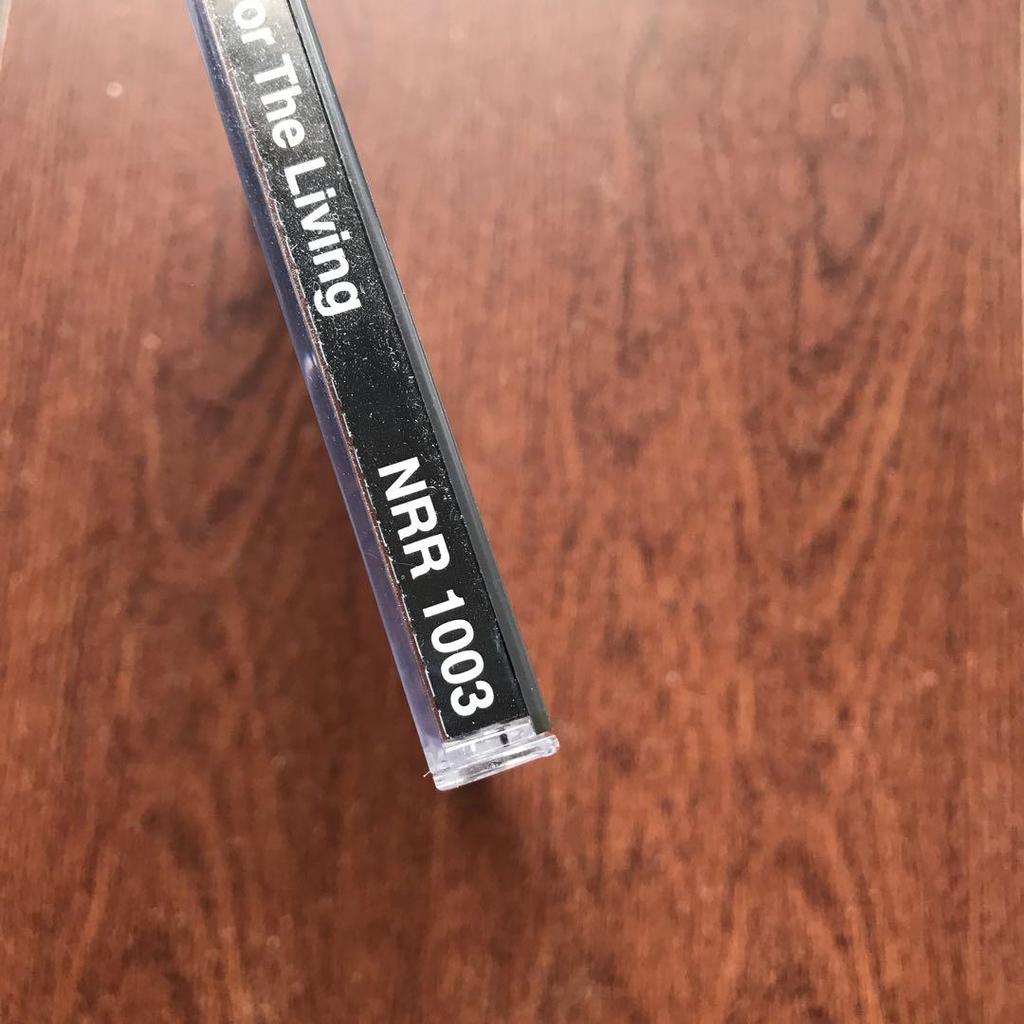 or The Living NRR 1003